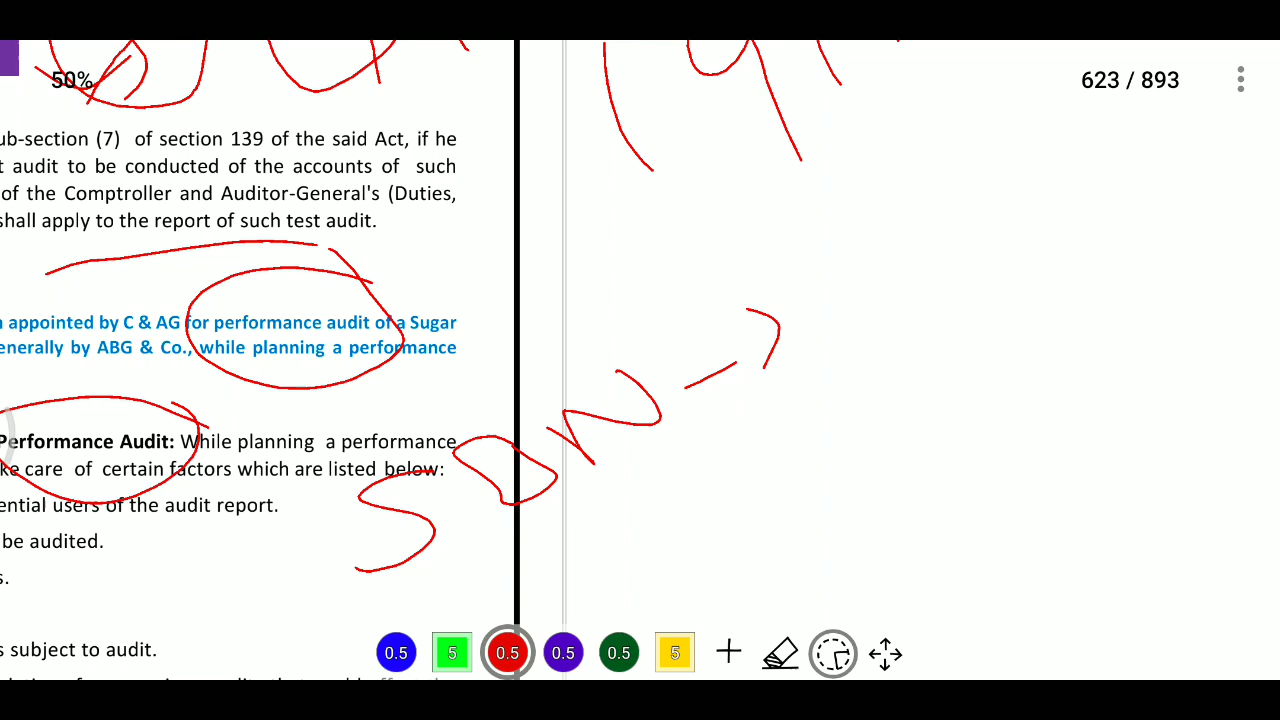 50%
623 / 893
ub-section (7) of section 139 of the said Act, if he
t audit to be conducted of the accounts of such
of the Comptroller and Auditor-General's (Duties,
shall apply to the report of such test audit.
n appointed by C & AG for performance audit of a Sugar
enerally by ABG & Co., while planning a performance
Performance Audit: While planning a performance
ke care of certain factors which are listed below:
ential users of the audit report.
be audited.
s.
s subject to audit.
0.5 5 0.5 0.5 0.5 5